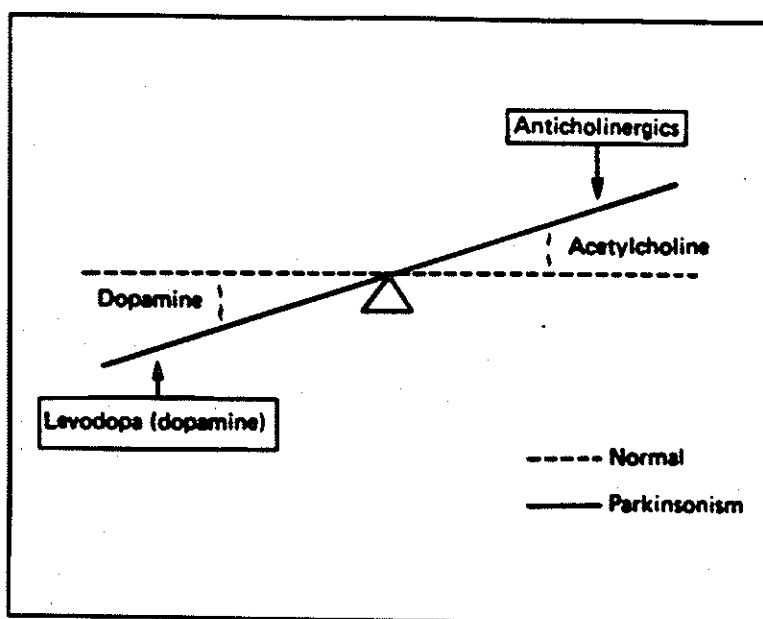 Anticholinergics
Acetylcholine
Dopamine
Levodopa (dopamine)
Normal
Parkinsonism